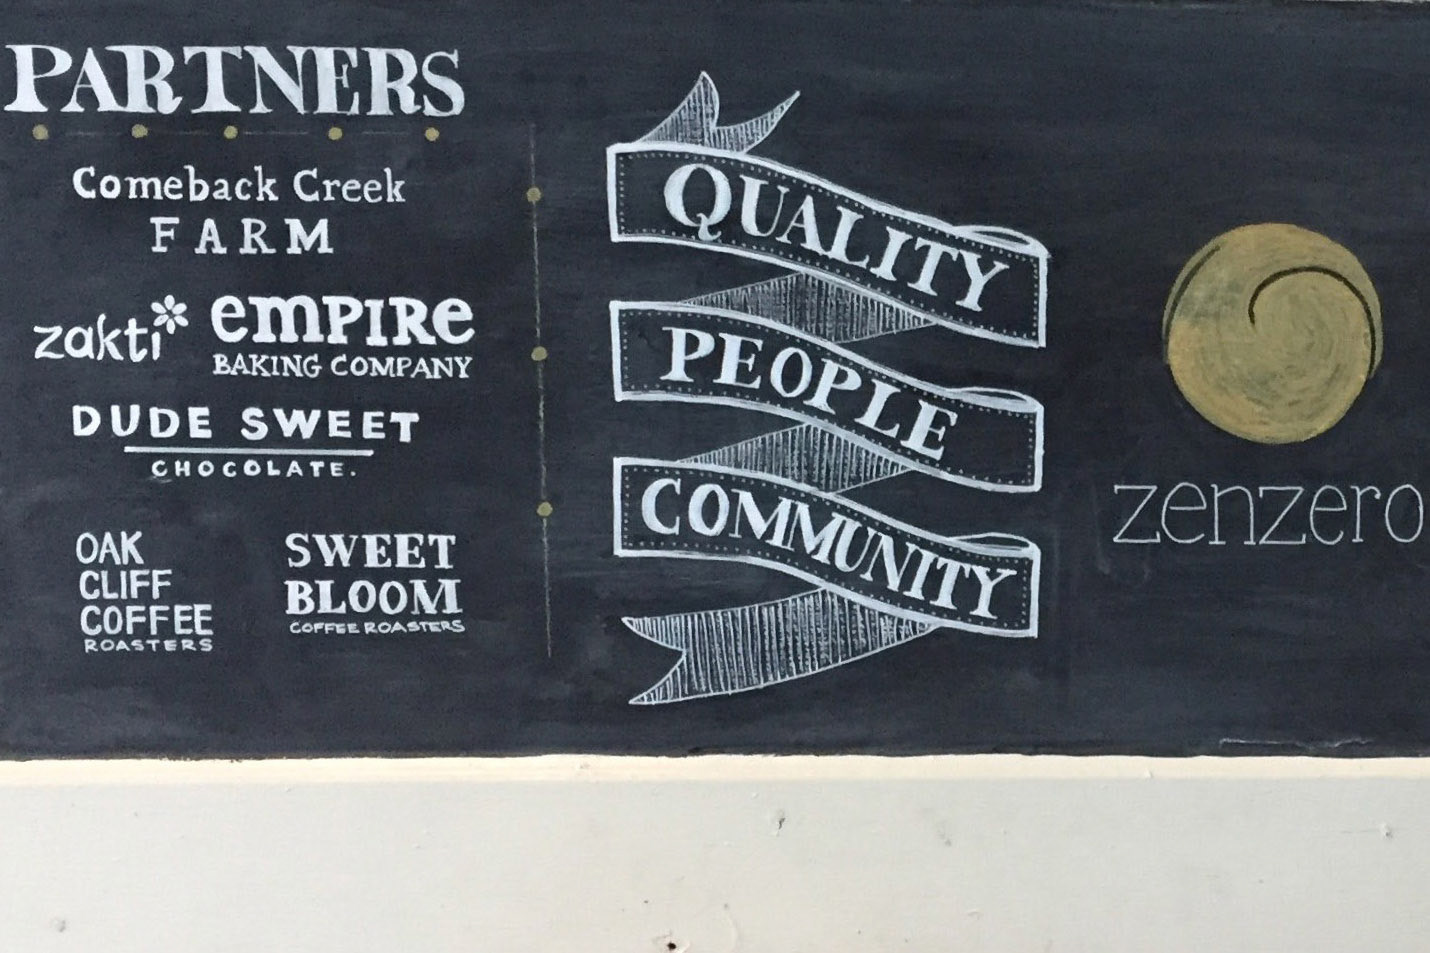 PARTNERS
Comeback Creek
FARM
zakti
empire
BAKING COMPANY
DUDE SWEET
CHOCOLATE.
OAK
CLIFF
COFFEE
ROASTERS
SWEET
BLOOM
COFFEE ROASTERS
QUALITY
PEOPLE
COMMUNITY
zenzero